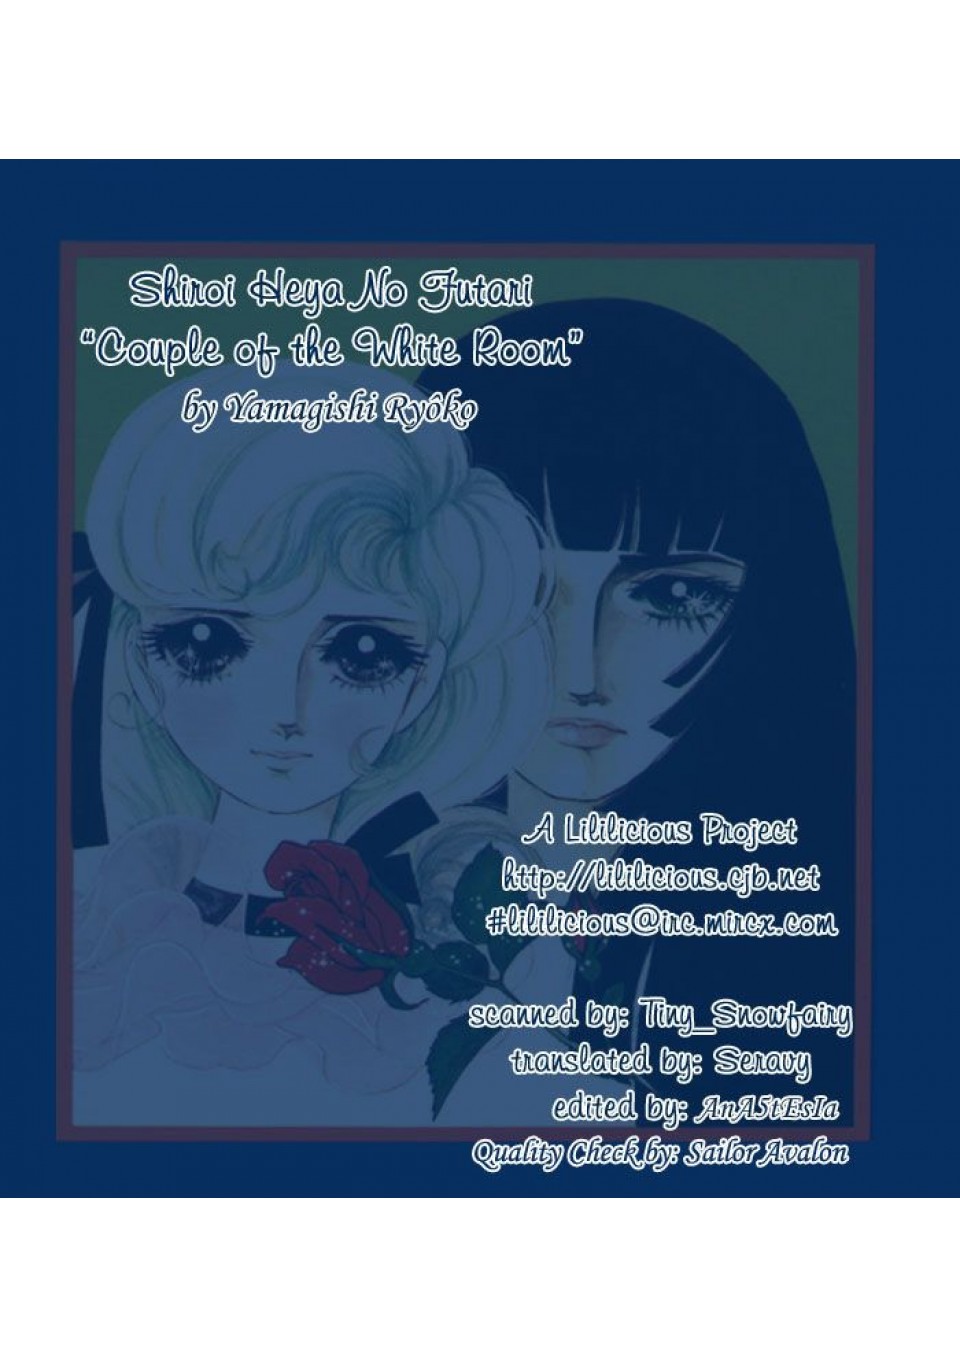 Shiroi Heya No Futari
“Couple of the White Room”
by Yamagishi Ryôko
A Lililicious Project
http://lililicious.cjb.net
#lililicious@irc.mircx.com
scanned by: Tiny_Snowfairy
translated by: Seravy
edited by: AnA5tEsIa
Quality Check by: Sailor Avalon